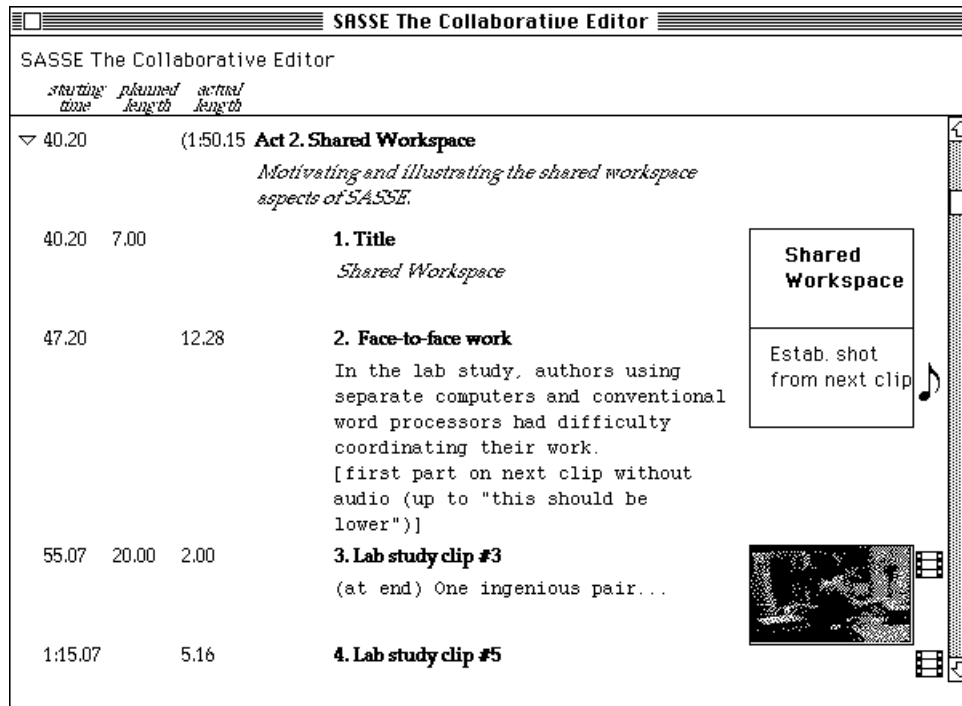 SASSE The Collaborative Editor
SASSE The Collaborative Editor
starting time planned length actual length
40.20 (1:50.15 Act 2. Shared Workspace
Motivating and illustrating the shared workspace
aspects of SASSE.
40.20 7.00 1. Title
Shared Workspace
Shared
Workspace
47.20 12.28 2. Face-to-face work
In the lab study, authors using
separate computers and conventional
word processors had difficulty
coordinating their work.
[first part on next clip without
audio (up to "this should be
lower")]
Estab. shot
from next clip
55.07 20.00 2.00 3. Lab study clip #3
(at end) One ingenious pair...
1:15.07 5.16 4. Lab study clip #5